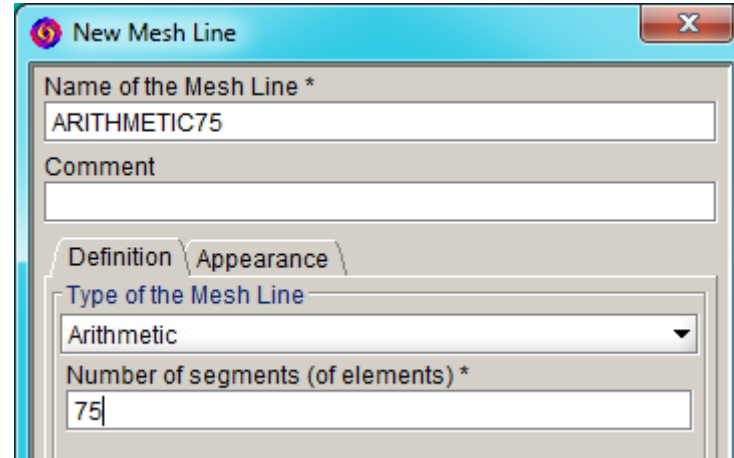 New Mesh Line
Name of the Mesh Line *
ARITHMETIC75
Comment
Definition Appearance
Type of the Mesh Line
Arithmetic
Number of segments (of elements) *
75